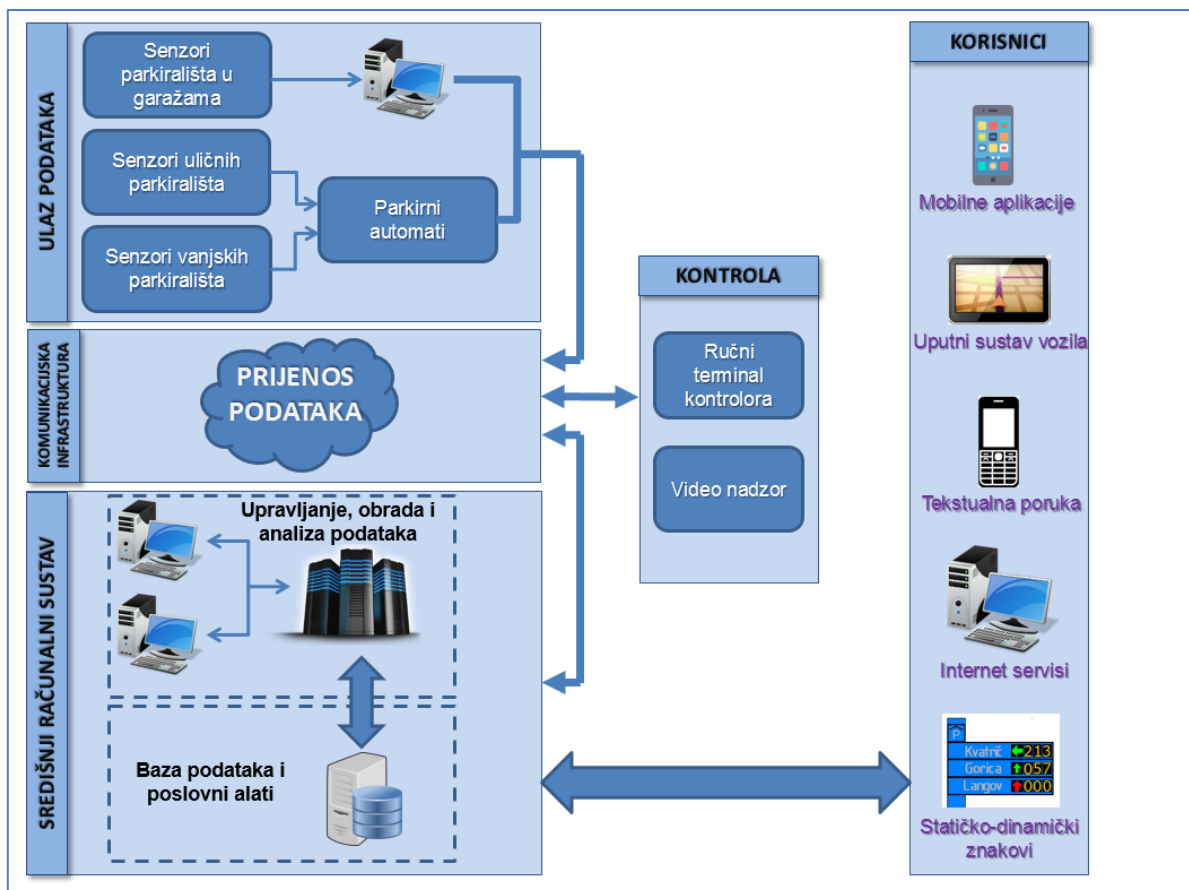 ULAZ PODATAKA
Senzori
parkirališta u
garažama
Senzori uličnih
parkirališta
Senzori vanjskih
parkirališta
Parkirni
automati
KOMUNIKACIJSKA
INFRASTRUKTURA
PRIJENOS
PODATAKA
SREDIŠNJI RAČUNALNI SUSTAV
Upravljanje, obrada i
analiza podataka
Baza podataka i
poslovni alati
KONTROLA
Ručni
terminal
kontrolora
Video nadzor
KORISNICI
Mobilne aplikacije
Uputni sustav vozila
Tekstualna poruka
Internet servisi
P
Kvatrić 213
Gorica 057
Langov 000
Statičko-dinamički
znakovi